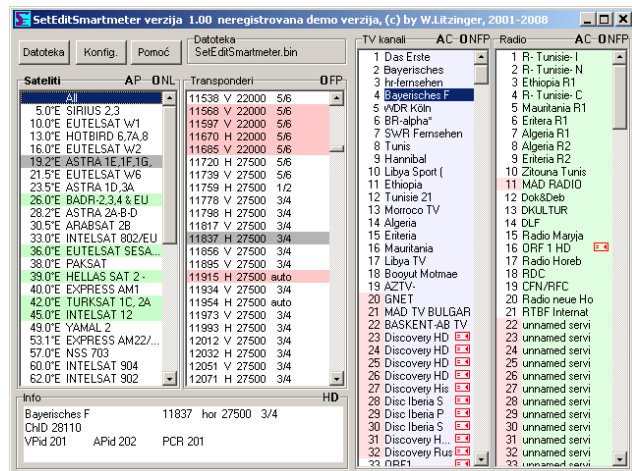 SetEditSmartmeter verzija 1.00 neregistrovana demo verzija, (c) by W.Litzinger, 2001-2008
Datoteka
Konfig.
Pomoć
Datoteka
SetEditSmartmeter.bin
Sateliti AP ONL
All
5.0°E SIRIUS 2,3
10.0°E EUTELSAT W1
13.0°E HOTBIRD 6,7A,8
16.0°E EUTELSAT W2
19.2°E ASTRA 1E,1F,1G,
21.5°E EUTELSAT W6
23.5°E ASTRA 1D,3A
26.0°E BADR-2,3,4 & EU
28.2°E ASTRA 2A-B-D
30.5°E ARABSAT 2B
33.0°E INTELSAT 802/EU
36.0°E EUTELSAT SESA...
38.0°E PAKSAT
39.0°E HELLAS SAT 2 -
40.0°E EXPRESS AM1
42.0°E TURKSAT 1C, 2A
45.0°E INTELSAT 12
49.0°E YAMAL 2
53.1°E EXPRESS AM22/...
57.0°E NSS 703
60.0°E INTELSAT 904
62.0°E INTELSAT 902
Transponderi OFP
11538 V 22000 5/6
11568 V 22000 5/6
11597 V 22000 5/6
11670 H 22000 5/6
11685 V 22000 5/6
11720 H 27500 5/6
11739 V 27500 5/6
11759 H 27500 1/2
11778 V 27500 3/4
11798 H 27500 3/4
11817 V 27500 3/4
11837 H 27500 3/4
11856 V 27500 3/4
11895 V 27500 3/4
11915 H 27500 auto
11934 V 27500 3/4
11954 H 27500 auto
11973 V 27500 3/4
11993 H 27500 3/4
12012 V 27500 3/4
12032 H 27500 3/4
12051 V 27500 3/4
12071 H 27500 3/4
TV kanali AC ONFP
1 Das Erste
2 Bayerisches
3 hr-fernsehen
4 Bayerisches F
5 WDR Köln
6 BR-alpha*
7 SWR Fernsehen
8 Tunis
9 Hannibal
10 Libya Sport (
11 Ethiopia
12 Tunisie 21
13 Morroco TV
14 Algeria
15 Eriteria
16 Mauritania
17 Libya TV
18 Booyut Motmae
19 AZTV-
20 GNET
21 MAD TV BULGAR
22 BASKENT-AB TV
23 Discovery HD
24 Discovery HD
25 Discovery HD
26 Discovery HD
27 Discovery His
28 Disc Iberia S
29 Disc Iberia P
30 Disc Iberia S
31 Discovery H...
32 Discovery Rus
33 ORF1
Radio AC ONFP
1 R- Tunisie- I
2 R- Tunisie- N
3 Ethiopia R1
4 R- Tunisie- C
5 Mauritania R1
6 Eritera R1
7 Algeria R1
8 Algeria R2
9 Eritera R2
10 Zitouna Tunis
11 MAD RADIO
12 Dok&Deb
13 DKULTUR
14 DLF
15 Radio Maryja
16 ORF 1 HD
17 Radio Horeb
18 RDC
19 CFN/RFC
20 Radio neue Ho
21 RTBF Internat
22 unnamed servi
23 unnamed servi
24 unnamed servi
25 unnamed servi
26 unnamed servi
27 unnamed servi
28 unnamed servi
29 unnamed servi
30 unnamed servi
31 unnamed servi
32 unnamed servi
33 unnamed servi
Info HD-
Bayerisches F 11837 hor 27500 3/4
ChID 28110
VPid 201 APid 202 PCR 201